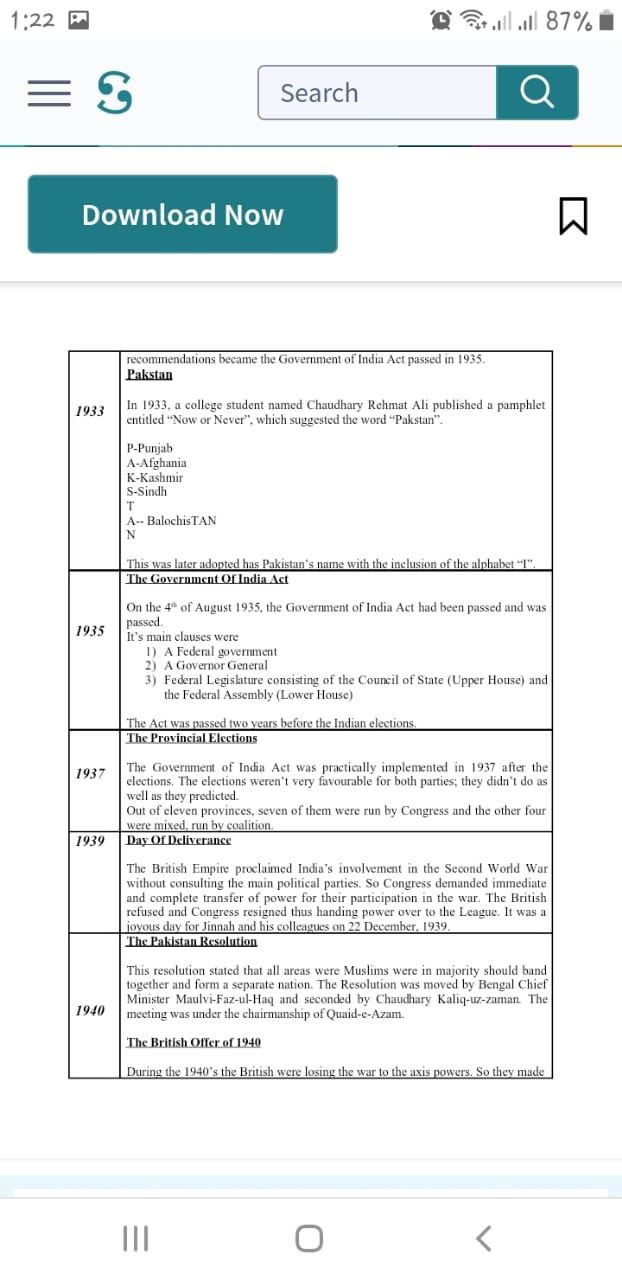 1:22
87%
S
Search
Download Now
recommendations became the Government of India Act passed in 1935.
Pakstan
1933
In 1933, a college student named Chaudhary Rehmat Ali published a pamphlet
entitled “Now or Never”, which suggested the word “Pakstan”.
P-Punjab
A-Afghania
K-Kashmir
S-Sindh
T
A-- BalochisTAN
N
This was later adopted has Pakistan’s name with the inclusion of the alphabet “I”.
1935
The Government Of India Act
On the 4th of August 1935, the Government of India Act had been passed and was
passed.
It’s main clauses were
1) A Federal government
2) A Governor General
3) Federal Legislature consisting of the Council of State (Upper House) and
the Federal Assembly (Lower House)
The Act was passed two years before the Indian elections.
1937
The Provincial Elections
The Government of India Act was practically implemented in 1937 after the
elections. The elections weren’t very favourable for both parties; they didn’t do as
well as they predicted.
Out of eleven provinces, seven of them were run by Congress and the other four
were mixed, run by coalition.
1939
Day Of Deliverance
The British Empire proclaimed India’s involvement in the Second World War
without consulting the main political parties. So Congress demanded immediate
and complete transfer of power for their participation in the war. The British
refused and Congress resigned thus handing power over to the League. It was a
joyous day for Jinnah and his colleagues on 22 December, 1939.
1940
The Pakistan Resolution
This resolution stated that all areas were Muslims were in majority should band
together and form a separate nation. The Resolution was moved by Bengal Chief
Minister Maulvi-Faz-ul-Haq and seconded by Chaudhary Kaliq-uz-zaman. The
meeting was under the chairmanship of Quaid-e-Azam.
The British Offer of 1940
During the 1940’s the British were losing the war to the axis powers. So they made